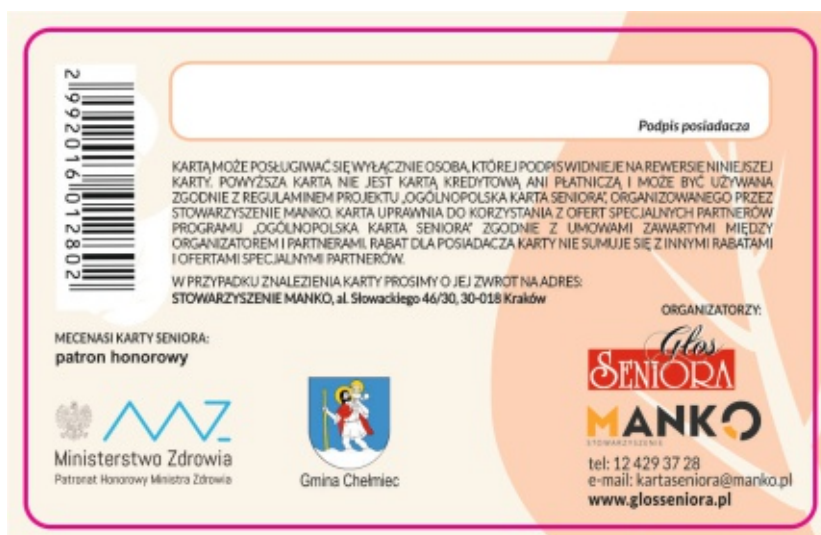 2992016012802
Podpis posiadacza
KARTĄ MOŻE POSŁUGIWAĆ SIĘ WYŁĄCZNIE OSOBA, KTÓREJ PODPIS WIDNIEJE NA REWERSIE NINIEJSZEJ
KARTY. POWYŻSZA KARTA NIE JEST KARTĄ KREDYTOWĄ ANI PŁATNICZĄ I MOŻE BYĆ UŻYWANA
ZGODNIE Z REGULAMINEM PROJEKTU „OGÓLNOPOLSKA KARTA SENIORA”, ORGANIZOWANEGO PRZEZ
STOWARZYSZENIE MANKO. KARTA UPRAWNIA DO KORZYSTANIA Z OFERT SPECJALNYCH PARTNERÓW
PROGRAMU „OGÓLNOPOLSKA KARTA SENIORA” ZGODNIE Z UMOWAMI ZAWARTYMI MIĘDZY
ORGANIZATOREM I PARTNERAMI. RABAT DLA POSIADACZA KARTY NIE SUMUJE SIĘ Z INNYMI RABATAMI
I OFERTAMI SPECJALNYMI PARTNERÓW.
W PRZYPADKU ZNALEZIENIA KARTY PROSIMY O JEJ ZWROT NA ADRES:
STOWARZYSZENIE MANKO, al. Słowackiego 46/30, 30-018 Kraków
ORGANIZATORZY:
MECENASI KARTY SENIORA:
patron honorowy
Głos
SENIORA
MANKO
STOWARZYSZENIE
MZ
Ministerstwo Zdrowia
Patronat Honorowy Ministra Zdrowia
Gmina Chełmiec
tel: 12 429 37 28
e-mail: kartaseniora@manko.pl
www.glosseniora.pl